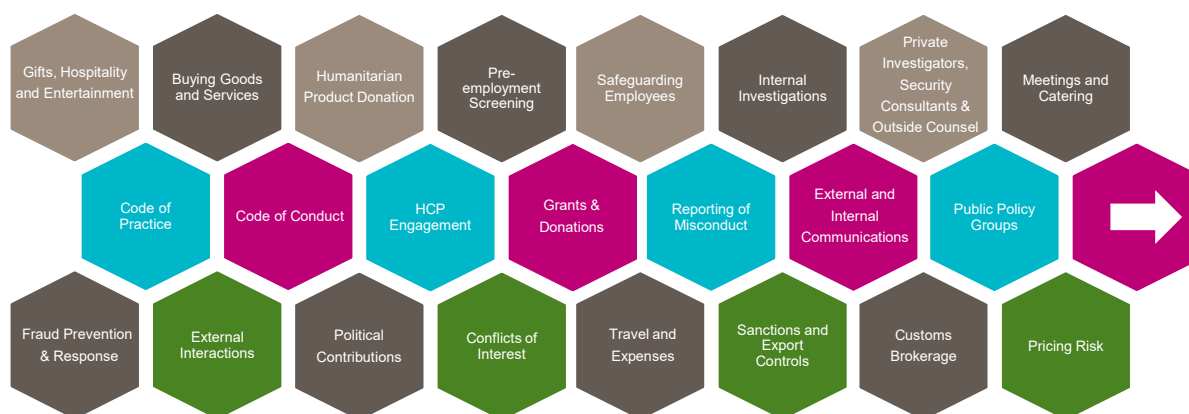 Gifts, Hospitality
and Entertainment
Buying Goods
and Services
Humanitarian
Product Donation
Pre-
employment
Screening
Safeguarding
Employees
Internal
Investigations
Private
Investigators,
Security
Consultants &
Outside Counsel
Meetings and
Catering
Code of
Practice
Code of Conduct
HCP
Engagement
Grants &
Donations
Reporting of
Misconduct
External and
Internal
Communications
Public Policy
Groups
Fraud Prevention
& Response
External
Interactions
Political
Contributions
Conflicts of
Interest
Travel and
Expenses
Sanctions and
Export
Controls
Customs
Brokerage
Pricing Risk